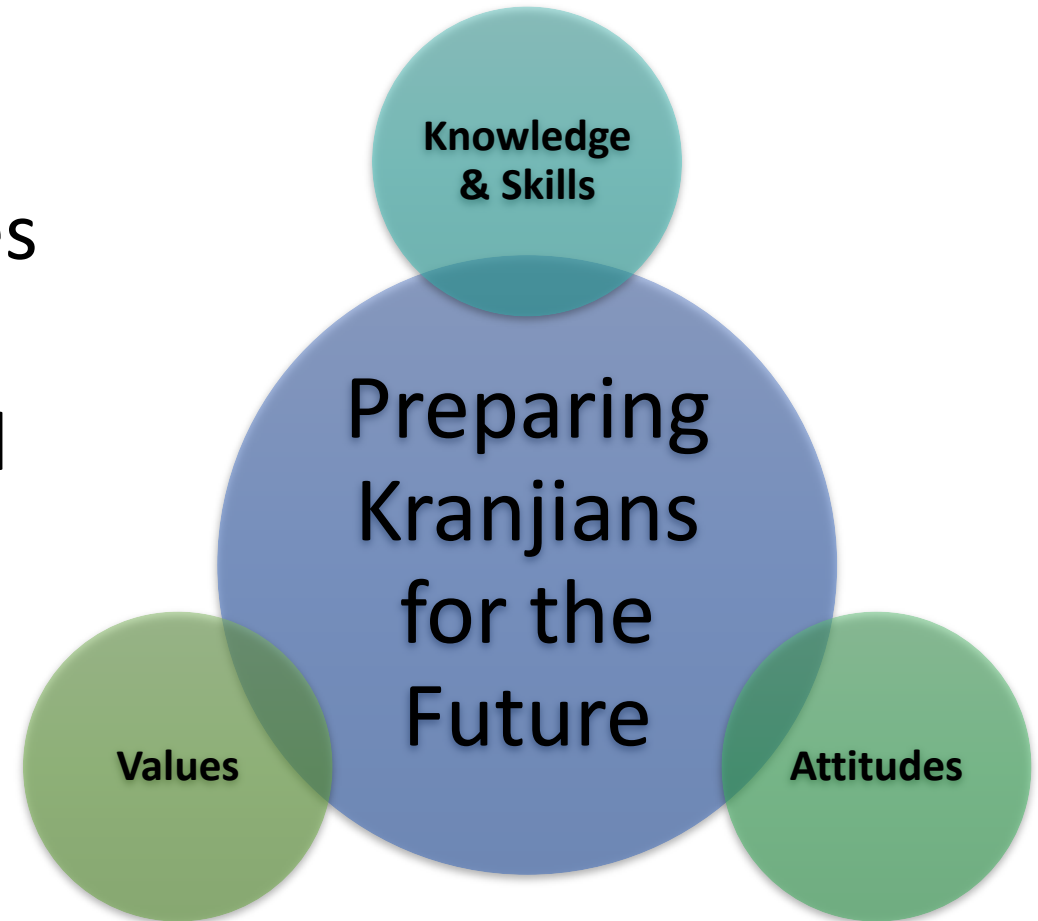 Knowledge
& Skills
Preparing
Kranjians
for the
Future
Values
Attitudes